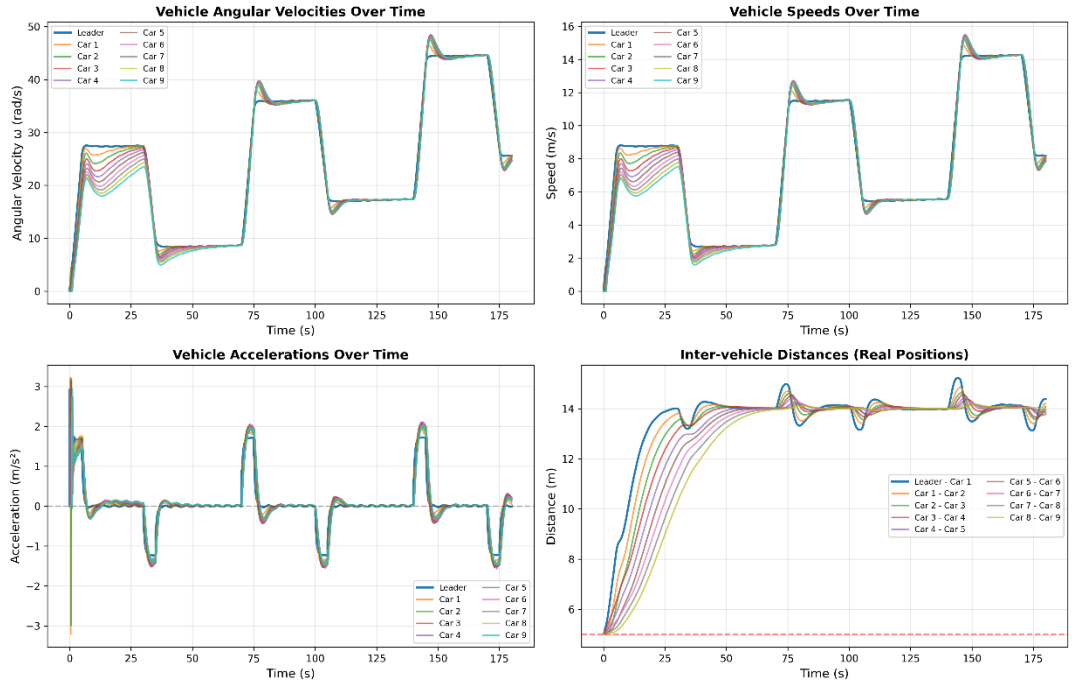 Vehicle Angular Velocities Over Time
Angular Velocity ω (rad/s)
50
40
30
20
10
0
Leader
Car 1
Car 2
Car 3
Car 4
Car 5
Car 6
Car 7
Car 8
Car 9
0
25
50
75
100
125
150
175
Time (s)
Vehicle Speeds Over Time
Speed (m/s)
16
14
12
10
8
6
4
2
0
Leader
Car 1
Car 2
Car 3
Car 4
Car 5
Car 6
Car 7
Car 8
Car 9
0
25
50
75
100
125
150
175
Time (s)
Vehicle Accelerations Over Time
Acceleration (m/s²)
3
2
1
0
−1
−2
−3
Leader
Car 1
Car 2
Car 3
Car 4
Car 5
Car 6
Car 7
Car 8
Car 9
0
25
50
75
100
125
150
175
Time (s)
Inter-vehicle Distances (Real Positions)
Distance (m)
14
12
10
8
6
Leader - Car 1
Car 1 - Car 2
Car 2 - Car 3
Car 3 - Car 4
Car 4 - Car 5
Car 5 - Car 6
Car 6 - Car 7
Car 7 - Car 8
Car 8 - Car 9
0
25
50
75
100
125
150
175
Time (s)